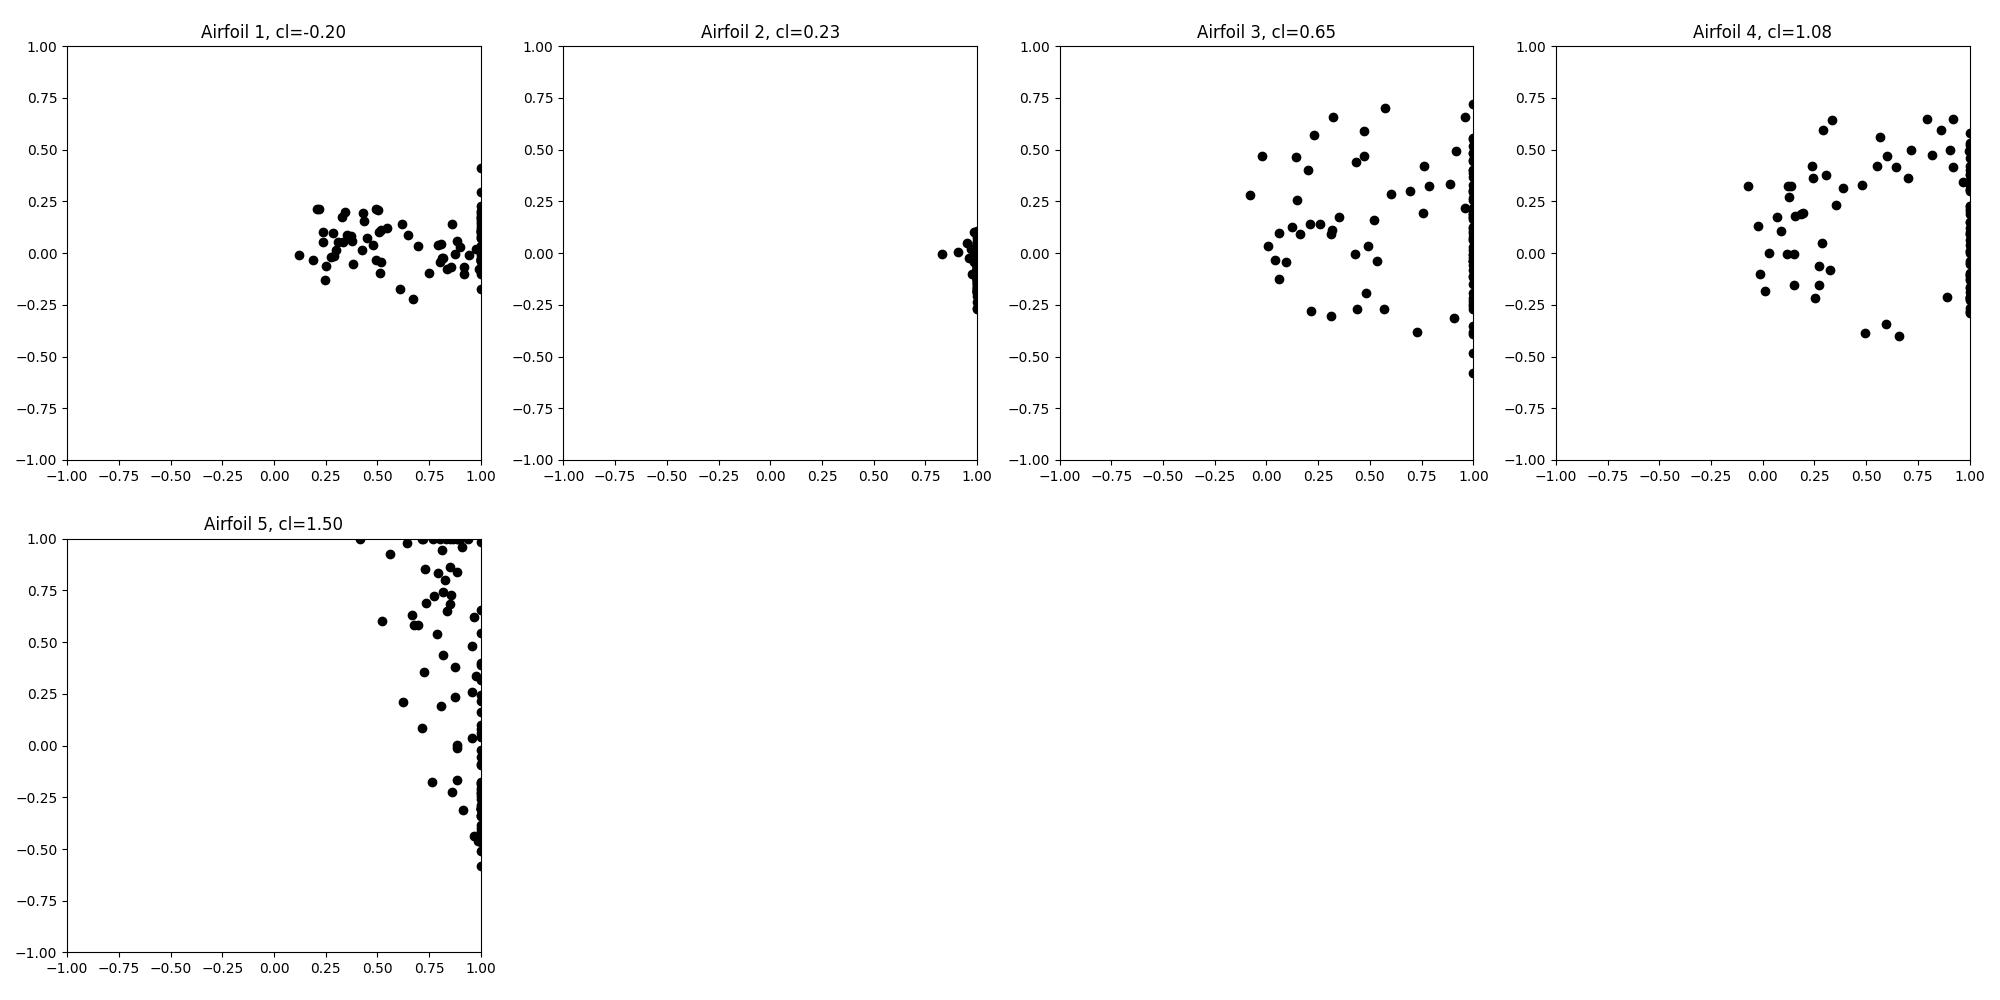 Airfoil 1, cl=-0.20
Airfoil 2, cl=0.23
Airfoil 3, cl=0.65
Airfoil 4, cl=1.08
1.00 1.00 1.00 1.00
0.75 0.75 0.75 0.75
0.50 0.50 0.50 0.50
0.25 0.25 0.25 0.25
0.00 0.00 0.00 0.00
−0.25 −0.25 −0.25 −0.25
−0.50 −0.50 −0.50 −0.50
−0.75 −0.75 −0.75 −0.75
−1.00 −1.00 −1.00 −1.00
−1.00 −0.75 −0.50 −0.25 0.00 0.25 0.50 0.75 1.00
−1.00 −0.75 −0.50 −0.25 0.00 0.25 0.50 0.75 1.00
−1.00 −0.75 −0.50 −0.25 0.00 0.25 0.50 0.75 1.00
−1.00 −0.75 −0.50 −0.25 0.00 0.25 0.50 0.75 1.00
Airfoil 5, cl=1.50
1.00
0.75
0.50
0.25
0.00
−0.25
−0.50
−0.75
−1.00
−1.00 −0.75 −0.50 −0.25 0.00 0.25 0.50 0.75 1.00